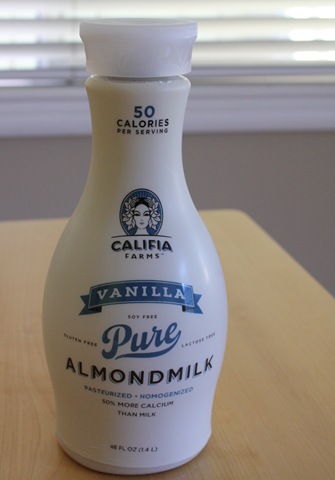 50
CALORIES
PER SERVING
CALIFIA
FARMS™
VANILLA
SOY FREE
GLUTEN FREE
LACTOSE FREE
Pure
ALMONDMILK
PASTEURIZED • HOMOGENIZED
50% MORE CALCIUM
THAN MILK
48 FL OZ (1.4 L)